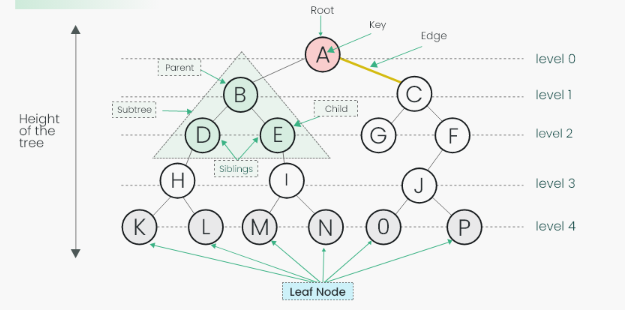 Root
Key
Edge
A
level 0
Parent
B
C
level 1
Subtree
Child
Height
of the
tree
D
E
G
F
level 2
Siblings
H
I
J
level 3
K
L
M
N
0
P
level 4
Leaf Node